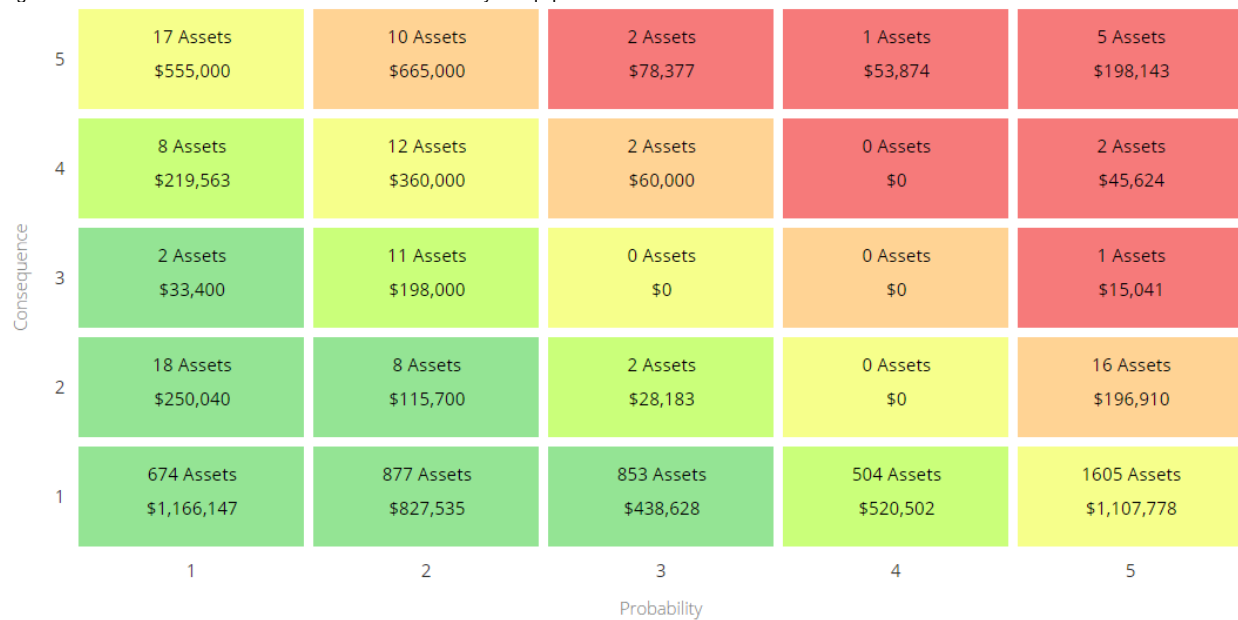 17 Assets
$555,000
10 Assets
$665,000
2 Assets
$78,377
1 Assets
$53,874
5 Assets
$198,143
5
8 Assets
$219,563
12 Assets
$360,000
2 Assets
$60,000
0 Assets
$0
2 Assets
$45,624
4
2 Assets
$33,400
11 Assets
$198,000
0 Assets
$0
0 Assets
$0
1 Assets
$15,041
3
Consequence
18 Assets
$250,040
8 Assets
$115,700
2 Assets
$28,183
0 Assets
$0
16 Assets
$196,910
2
674 Assets
$1,166,147
877 Assets
$827,535
853 Assets
$438,628
504 Assets
$520,502
1605 Assets
$1,107,778
1
1
2
3
4
5
Probability